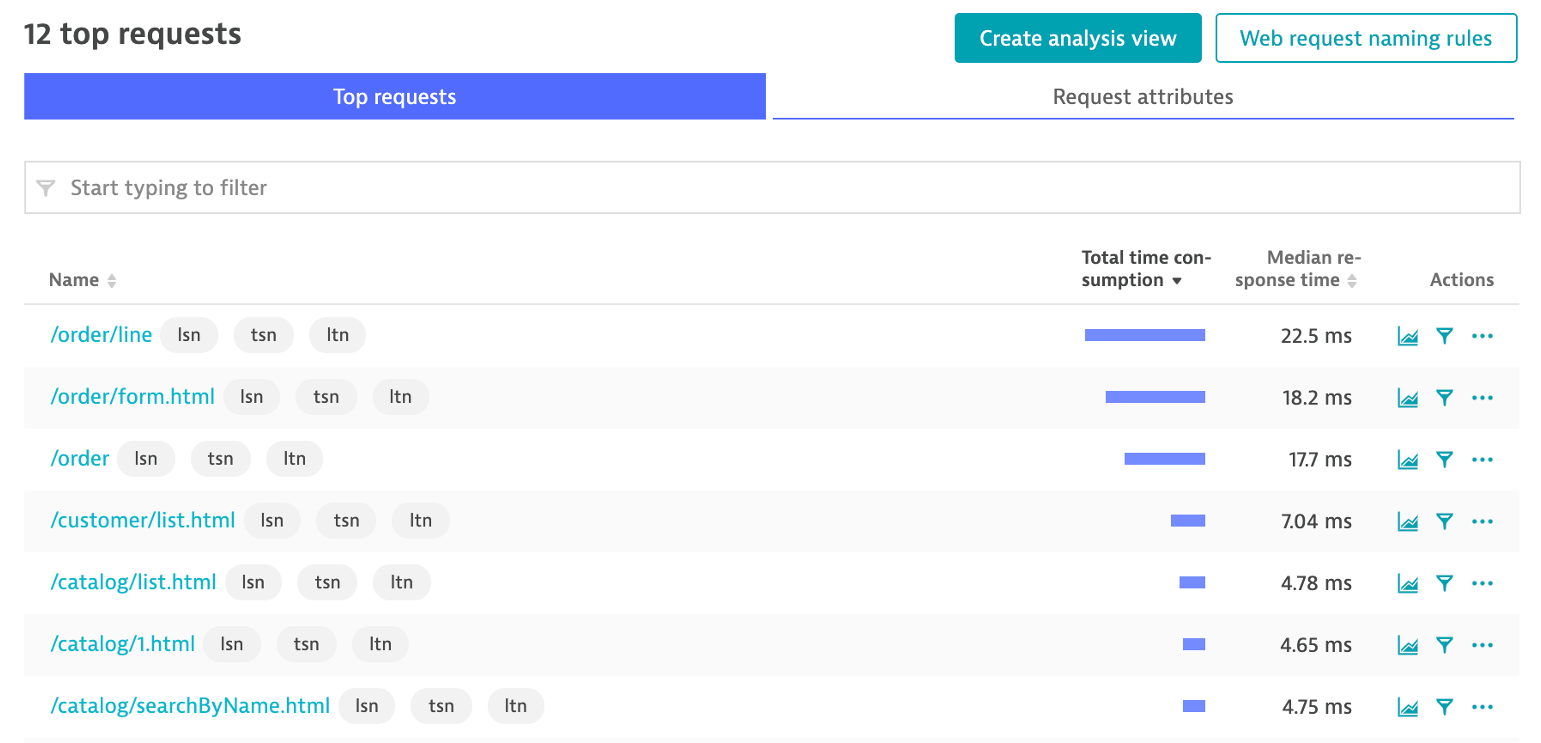 12 top requests
Create analysis view
Web request naming rules
Top requests
Request attributes
Start typing to filter
Name
Total time con-
sumption
Median re-
sponse time
Actions
/order/line lsn tsn ltn 22.5 ms
/order/form.html lsn tsn ltn 18.2 ms
/order lsn tsn ltn 17.7 ms
/customer/list.html lsn tsn ltn 7.04 ms
/catalog/list.html lsn tsn ltn 4.78 ms
/catalog/1.html lsn tsn ltn 4.65 ms
/catalog/searchByName.html lsn tsn ltn 4.75 ms